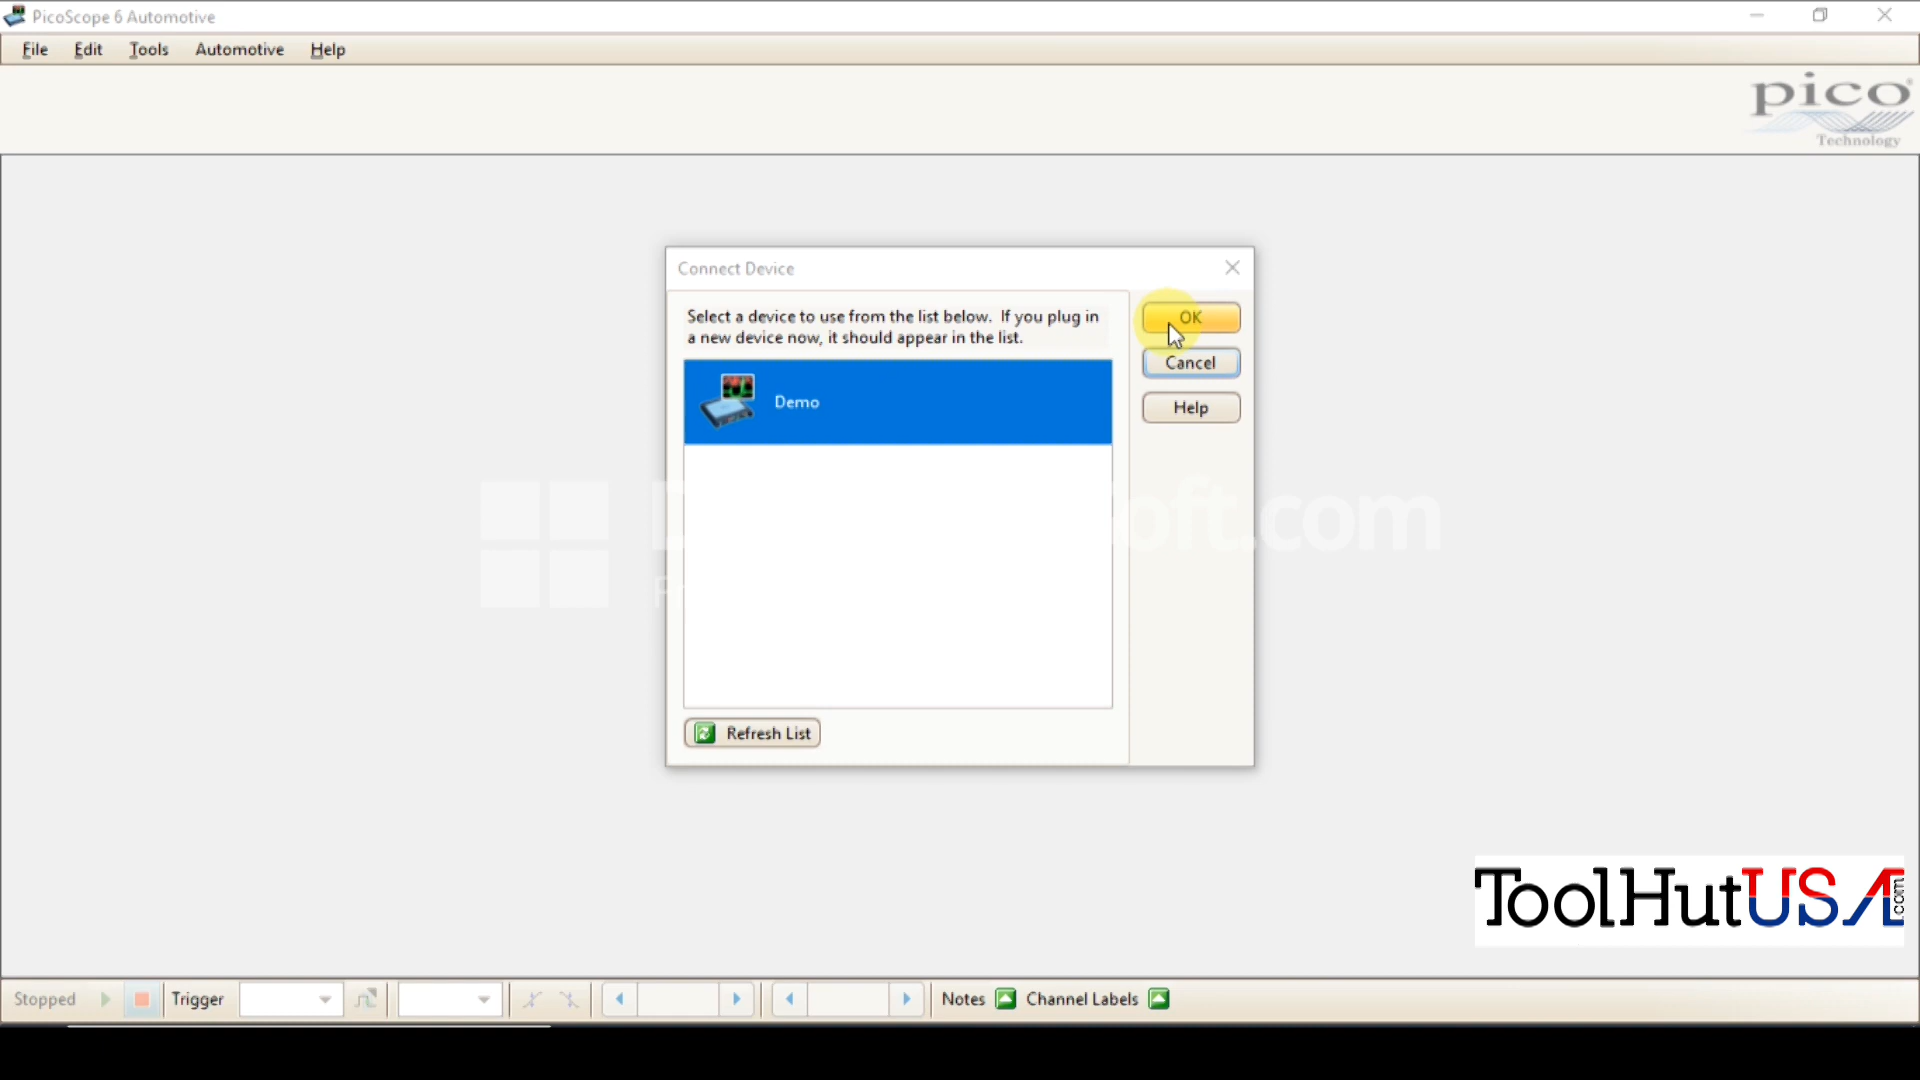 PicoScope 6 Automotive
File Edit Tools Automotive Help
pico
Technology
Connect Device
Select a device to use from the list below. If you plug in
a new device now, it should appear in the list.
OK
Cancel
Help
Demo
oft.com
Refresh List
ToolHutUSA.com
Stopped Trigger Notes Channel Labels